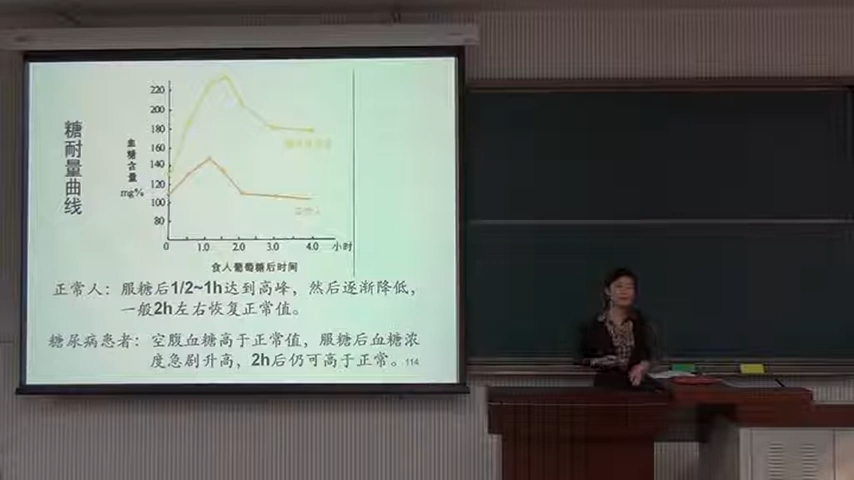 糖耐量曲线
血糖含量
mg%
220
200
180
160
140
120
100
80
0 1.0 2.0 3.0 4.0 小时
食入葡萄糖后时间
正常人：服糖后1/2~1h达到高峰，然后逐渐降低，
一般2h左右恢复正常值。
糖尿病患者：空腹血糖高于正常值，服糖后血糖浓
度急剧升高，2h后仍可高于正常。
114